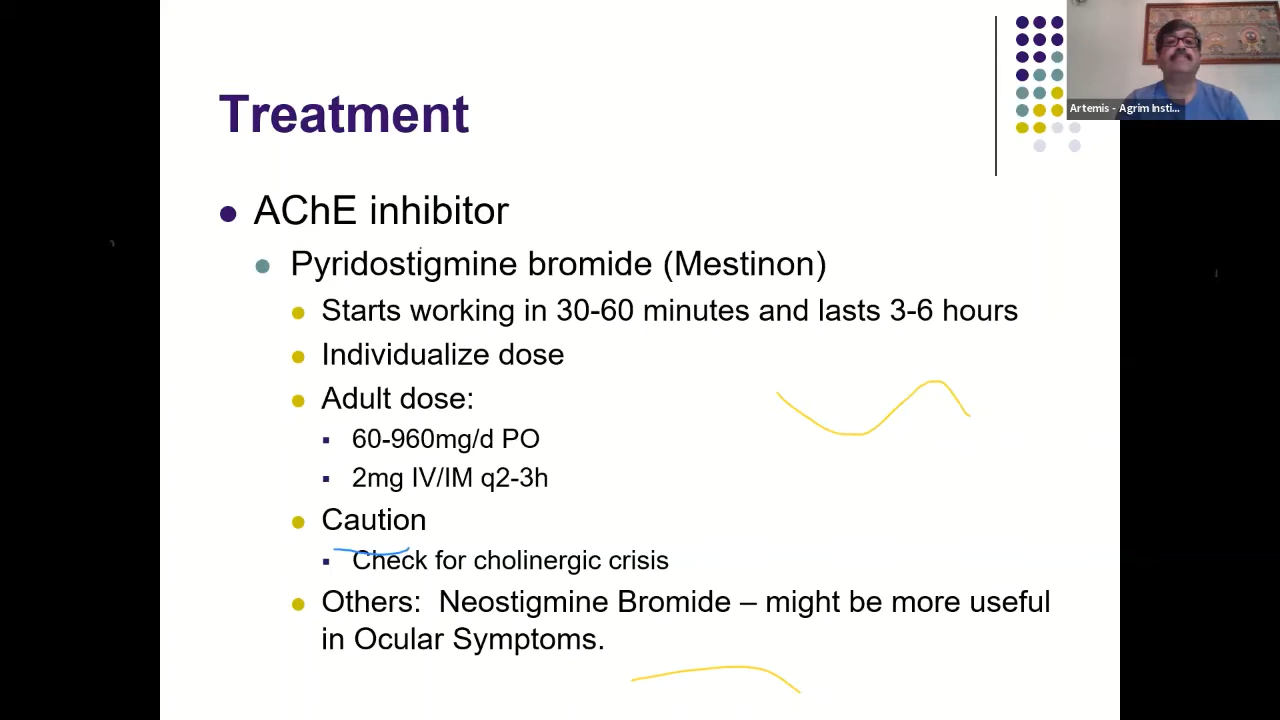 Artemis - Agrim Insti...
Treatment
AChE inhibitor
Pyridostigmine bromide (Mestinon)
Starts working in 30-60 minutes and lasts 3-6 hours
Individualize dose
Adult dose:
60-960mg/d PO
2mg IV/IM q2-3h
Caution
Check for cholinergic crisis
Others: Neostigmine Bromide – might be more useful
in Ocular Symptoms.